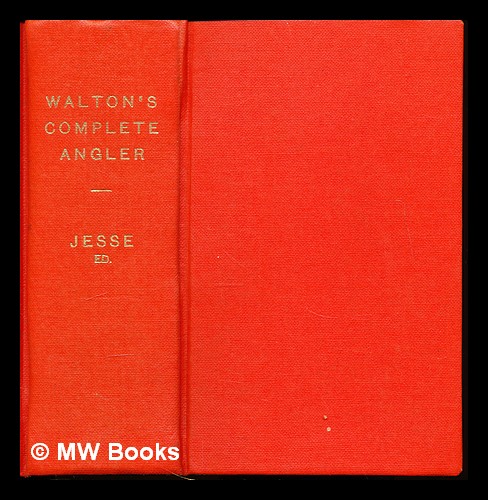 WALTON'S
COMPLETE
ANGLER
JESSE
ED.
© MW Books